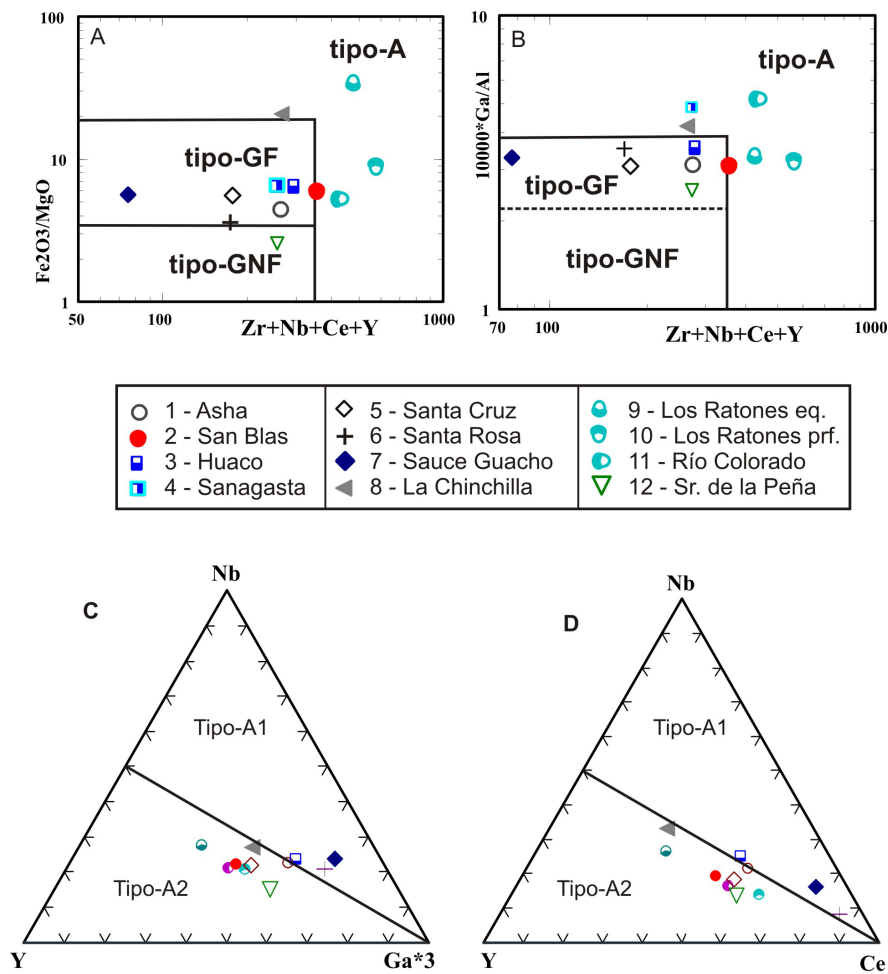 A
tipo-A
tipo-GF
tipo-GNF
100
10
1
50
100
1000
Fe2O3/MgO
Zr+Nb+Ce+Y
B
tipo-A
tipo-GF
tipo-GNF
10
1
70
100
1000
10000*Ga/Al
Zr+Nb+Ce+Y
1 - Asha
2 - San Blas
3 - Huaco
4 - Sanagasta
5 - Santa Cruz
6 - Santa Rosa
7 - Sauce Guacho
8 - La Chinchilla
9 - Los Ratones eq.
10 - Los Ratones prf.
11 - Río Colorado
12 - Sr. de la Peña
C
Nb
Tipo-A1
Tipo-A2
Y
Ga*3
D
Nb
Tipo-A1
Tipo-A2
Y
Ce